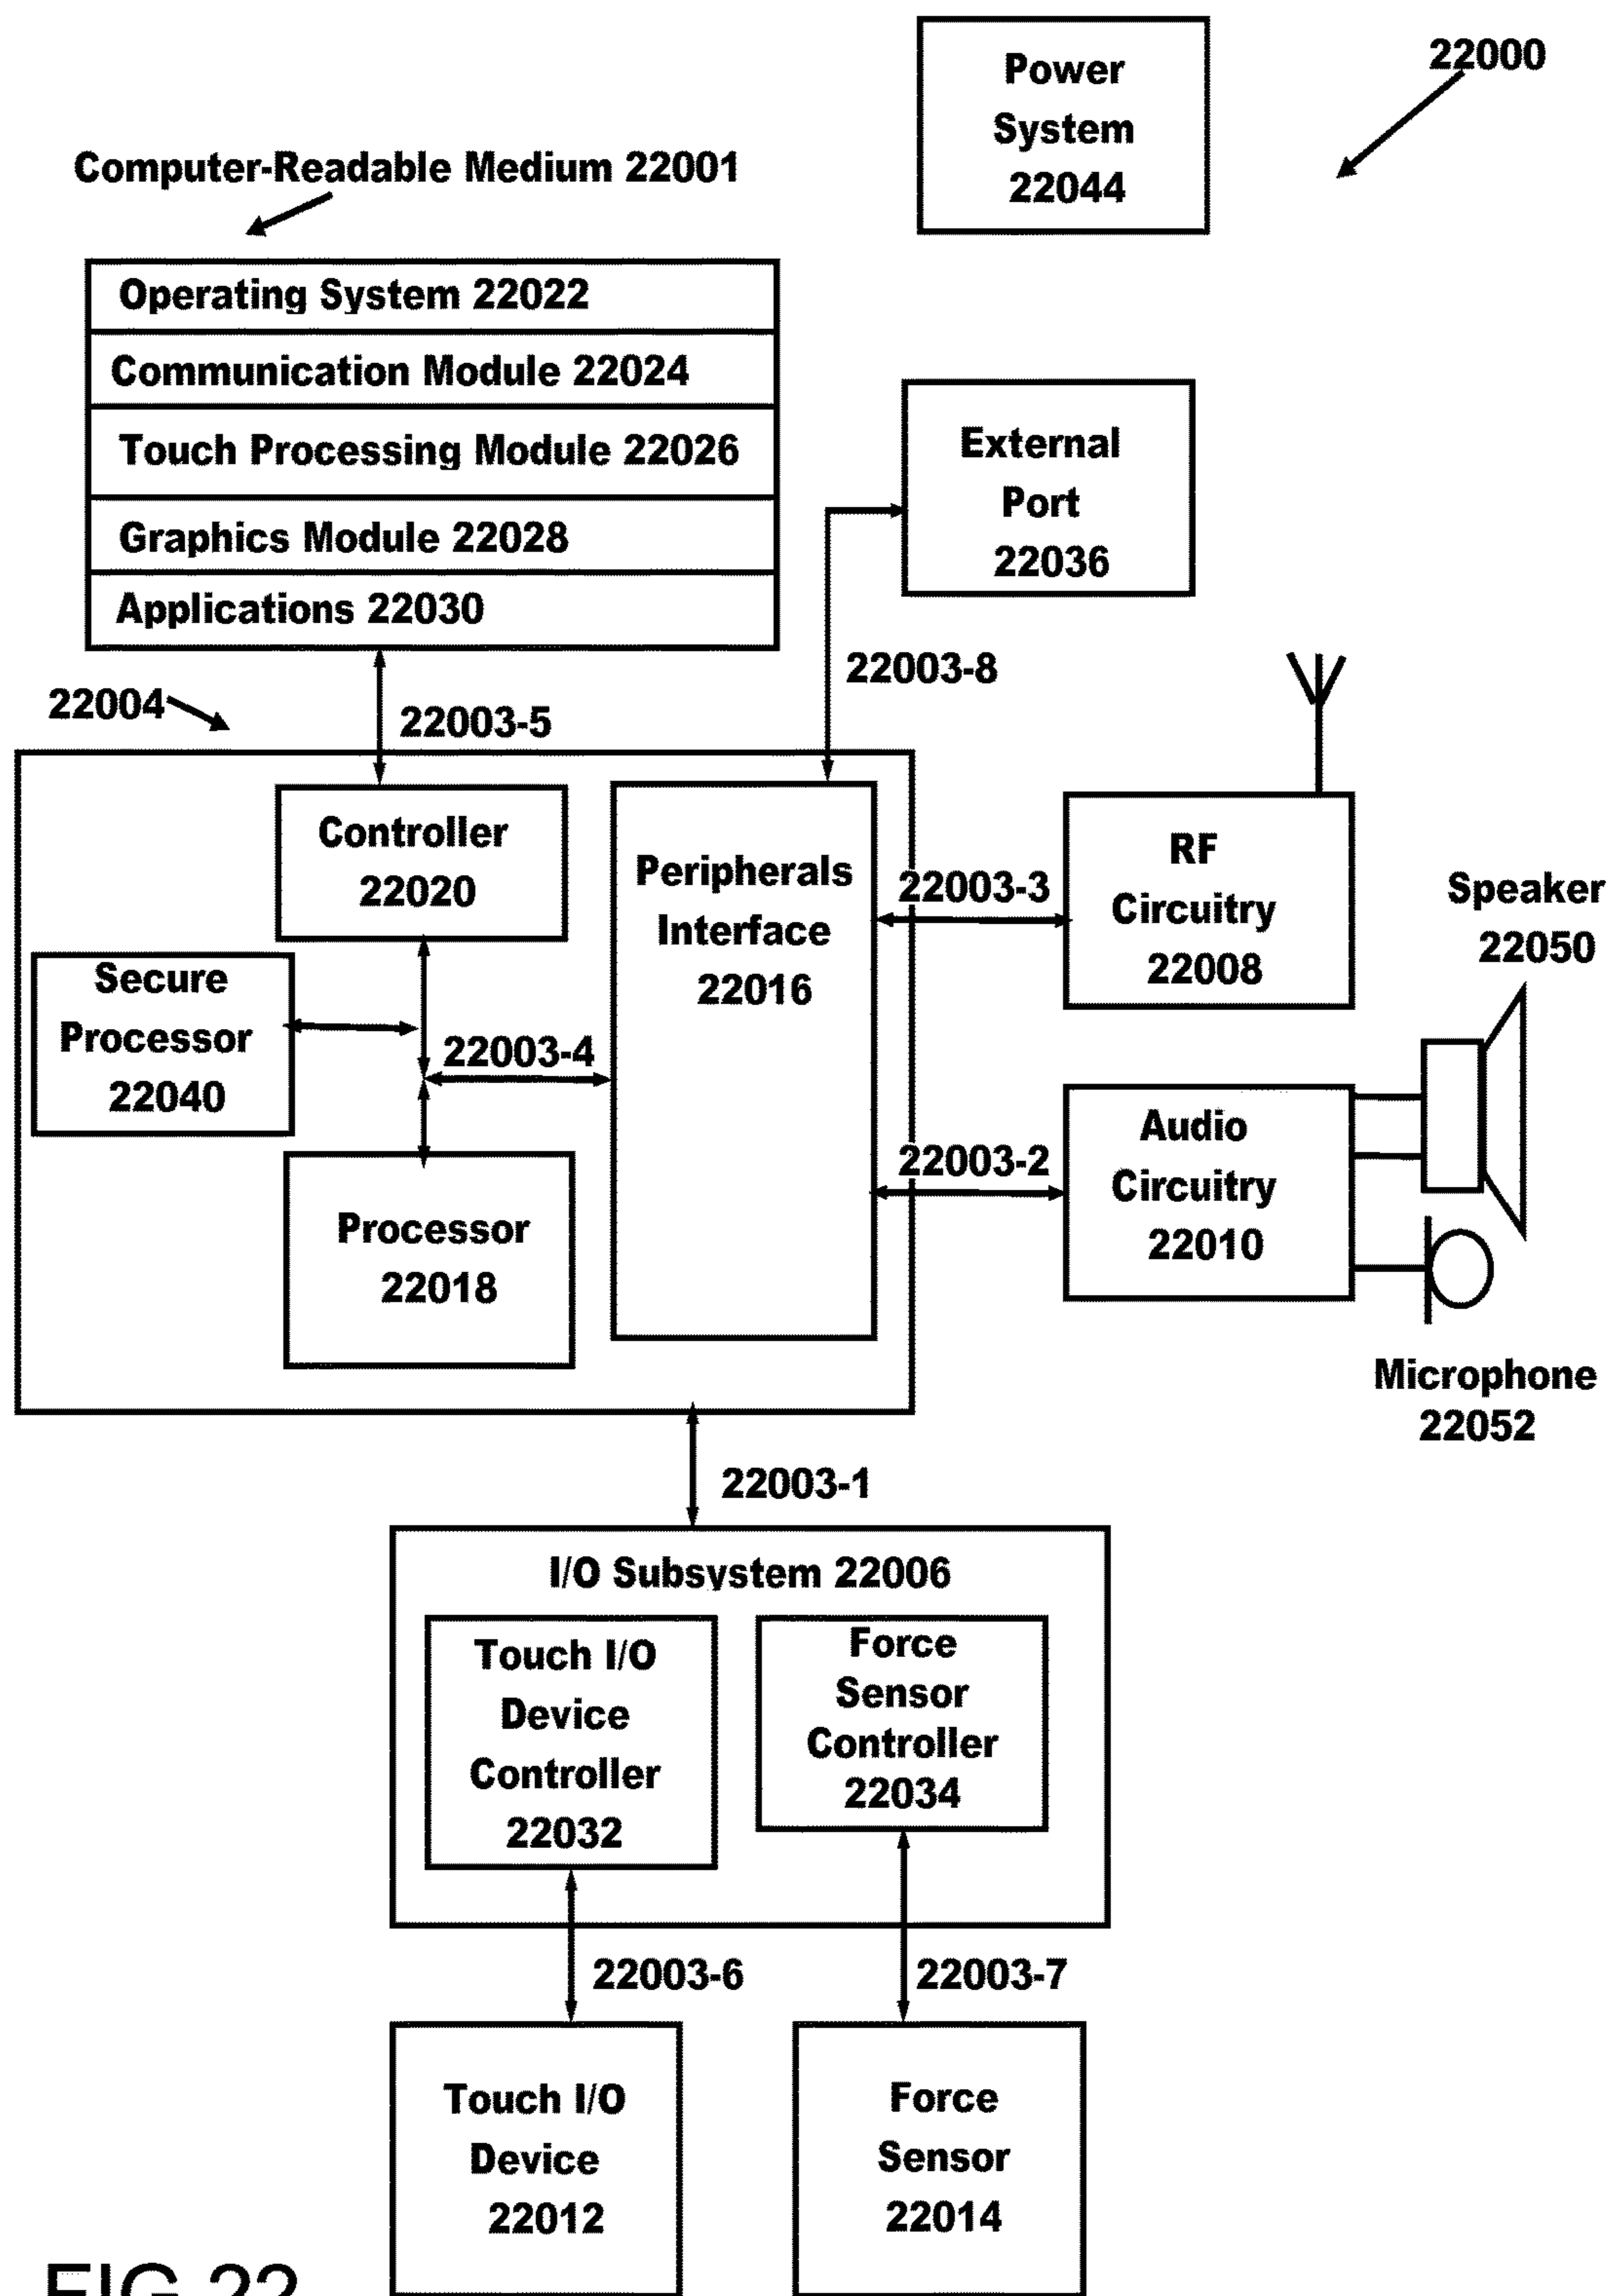 Power
System
22044
22000
Computer-Readable Medium 22001
Operating System 22022
Communication Module 22024
Touch Processing Module 22026
Graphics Module 22028
Applications 22030
External
Port
22036
22003-8
22004
22003-5
Controller
22020
Peripherals
Interface
22016
22003-3
RF
Circuitry
22008
Speaker
22050
Secure
Processor
22040
22003-4
Processor
22018
22003-2
Audio
Circuitry
22010
Microphone
22052
22003-1
I/O Subsystem 22006
Touch I/O
Device
Controller
22032
Force
Sensor
Controller
22034
22003-6
22003-7
Touch I/O
Device
22012
Force
Sensor
22014
FIG 22